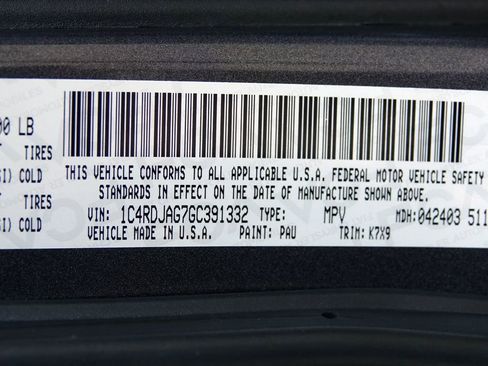 00 LB
TIRES
SI) COLD
TIRES
SI) COLD
THIS VEHICLE CONFORMS TO ALL APPLICABLE U.S.A. FEDERAL MOTOR VEHICLE SAFETY
STANDARDS IN EFFECT ON THE DATE OF MANUFACTURE SHOWN ABOVE.
VIN: 1C4RDJAG7GC391332 TYPE: MPV MDH: 042403 511
VEHICLE MADE IN U.S.A. PAINT: PAU TRIM: K7X9